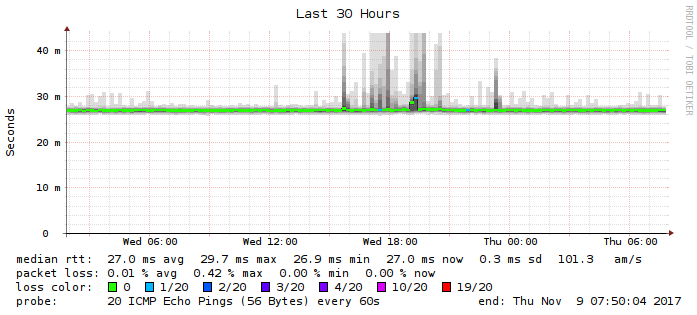 Last 30 Hours
RRDTOOL / TOBI OETIKER
Seconds
40 m
30 m
20 m
10 m
0
Wed 06:00 Wed 12:00 Wed 18:00 Thu 00:00 Thu 06:00
median rtt: 27.0 ms avg 29.7 ms max 26.9 ms min 27.0 ms now 0.3 ms sd 101.3 am/s
packet loss: 0.01 % avg 0.42 % max 0.00 % min 0.00 % now
loss color: 0 1/20 2/20 3/20 4/20 10/20 19/20
probe: 20 ICMP Echo Pings (56 Bytes) every 60s end: Thu Nov 9 07:50:04 2017